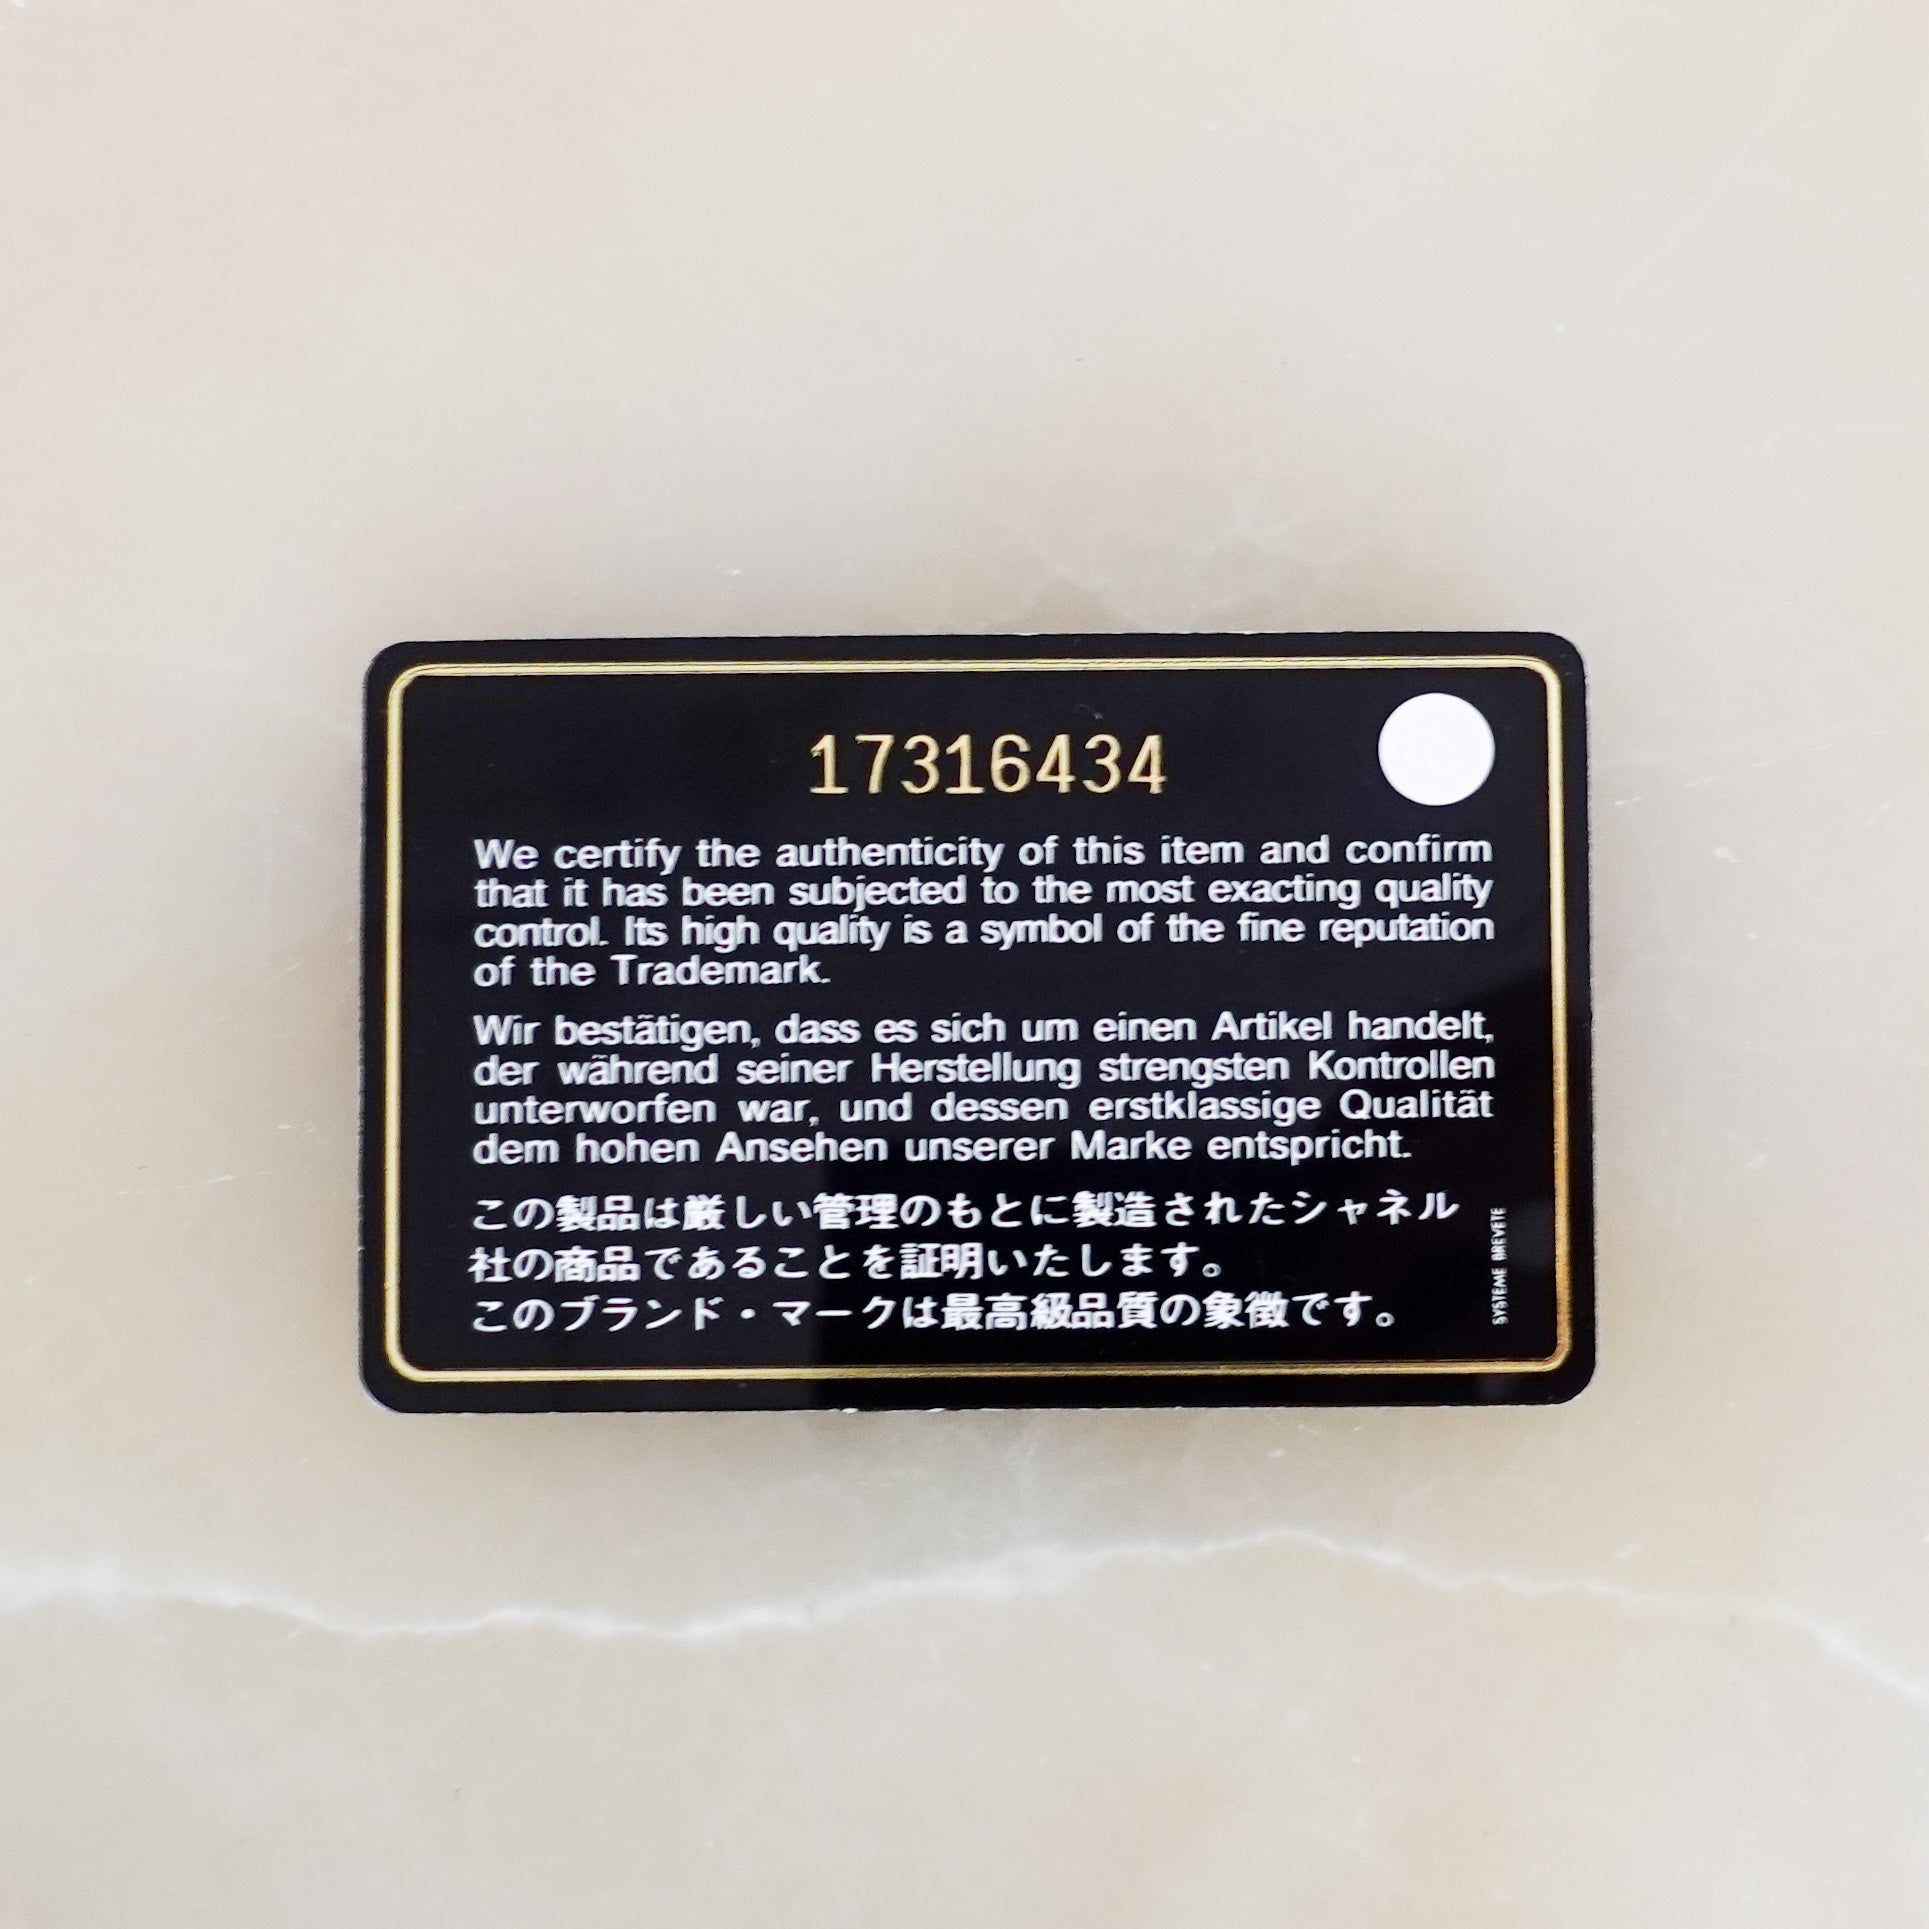 17316434
We certify the authenticity of this item and confirm
that it has been subjected to the most exacting quality
control. Its high quality is a symbol of the fine reputation
of the Trademark.
Wir bestätigen, dass es sich um einen Artikel handelt,
der während seiner Herstellung strengsten Kontrollen
unterworfen war, und dessen erstklassige Qualität
dem hohen Ansehen unserer Marke entspricht.
この製品は厳しい管理のもとに製造されたシャネル
社の商品であることを証明いたします。
このブランド・マークは最高級品質の象徴です。
SYSTEME BREVETE